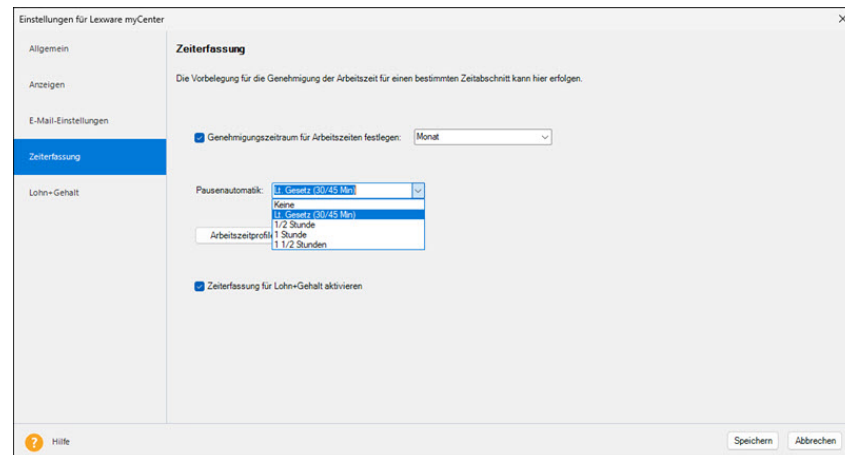 Einstellungen für Lexware myCenter
Allgemein
Anzeigen
E-Mail-Einstellungen
Zeiterfassung
Lohn+Gehalt
Zeiterfassung
Die Vorbelegung für die Genehmigung der Arbeitszeit für einen bestimmten Zeitabschnitt kann hier erfolgen.
Genehmigungszeitraum für Arbeitszeiten festlegen: Monat
Pausenautomatik: Lt. Gesetz (30/45 Min)
Keine
Lt. Gesetz (30/45 Min)
1/2 Stunde
Arbeitszeitprofile 1 Stunde
1 1/2 Stunden
Zeiterfassung für Lohn+Gehalt aktivieren
? Hilfe
Speichern Abbrechen